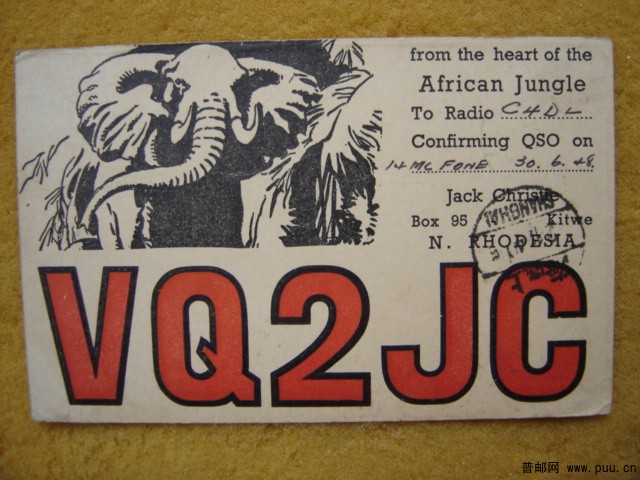 from the heart of the
African Jungle
To Radio C4DL
Confirming QSO on
14 MC FONE 30. 6. 48.
Jack Christie
Box 95 Kitwe
N. RHODESIA
SHANGHAI
VQ2JC
普邮网 www.puu.cn